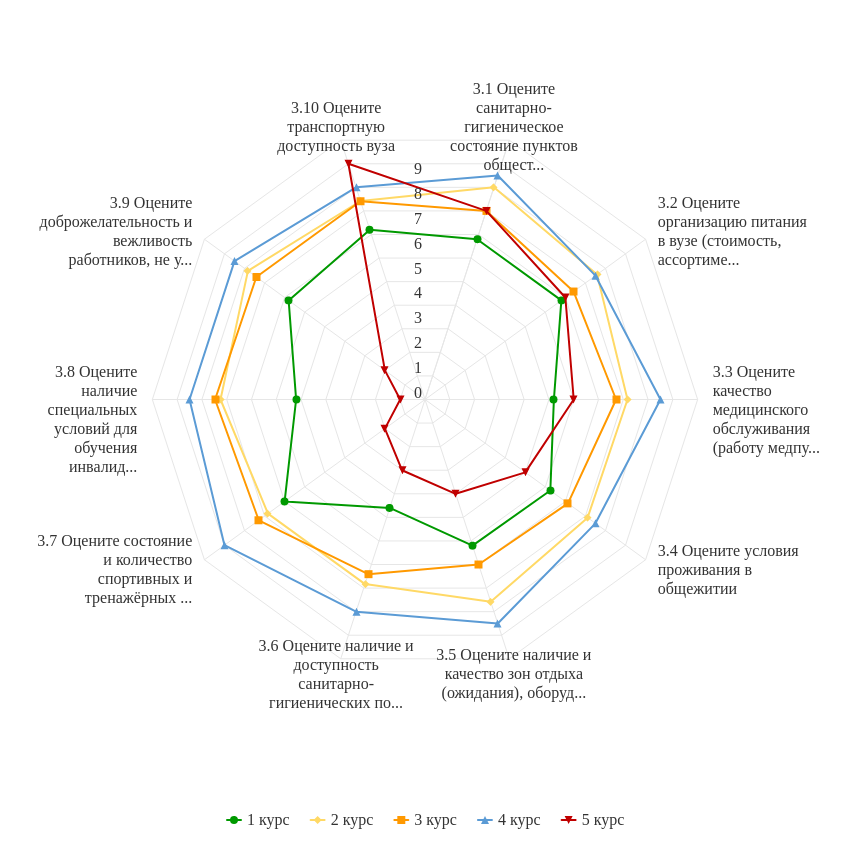 3.1 Оцените
санитарно-
гигиеническое
состояние пунктов
общест...
3.2 Оцените
организацию питания
в вузе (стоимость,
ассортиме...
3.3 Оцените
качество
медицинского
обслуживания
(работу медпу...
3.4 Оцените условия
проживания в
общежитии
3.5 Оцените наличие и
качество зон отдыха
(ожидания), оборуд...
3.6 Оцените наличие и
доступность
санитарно-
гигиенических по...
3.7 Оцените состояние
и количество
спортивных и
тренажёрных ...
3.8 Оцените
наличие
специальных
условий для
обучения
инвалид...
3.9 Оцените
доброжелательность и
вежливость
работников, не у...
3.10 Оцените
транспортную
доступность вуза
9
8
7
6
5
4
3
2
1
0
1 курс
2 курс
3 курс
4 курс
5 курс